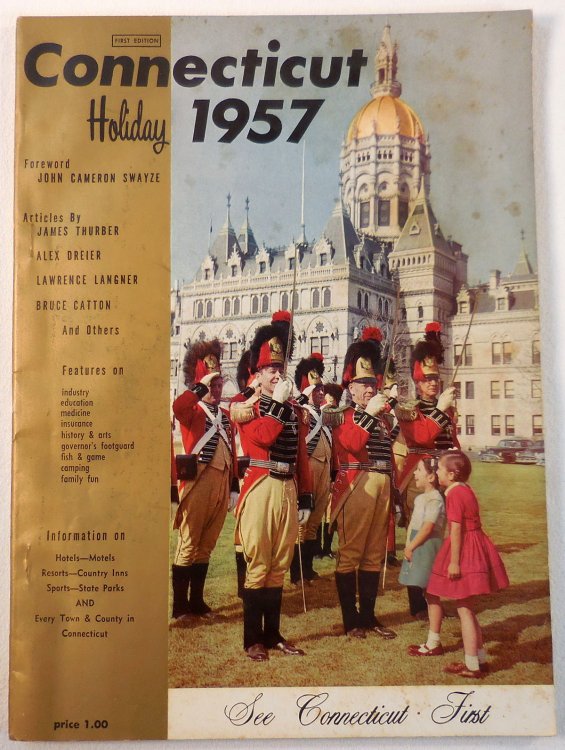 FIRST EDITION
Connecticut
Holiday 1957
Foreword
JOHN CAMERON SWAYZE
Articles By
JAMES THURBER
ALEX DREIER
LAWRENCE LANGNER
BRUCE CATTON
And Others
Features on
industry
education
medicine
insurance
history & arts
governor's footguard
fish & game
camping
family fun
Information on
Hotels—Motels
Resorts—Country Inns
Sports—State Parks
AND
Every Town & County in
Connecticut
price 1.00
See Connecticut · First